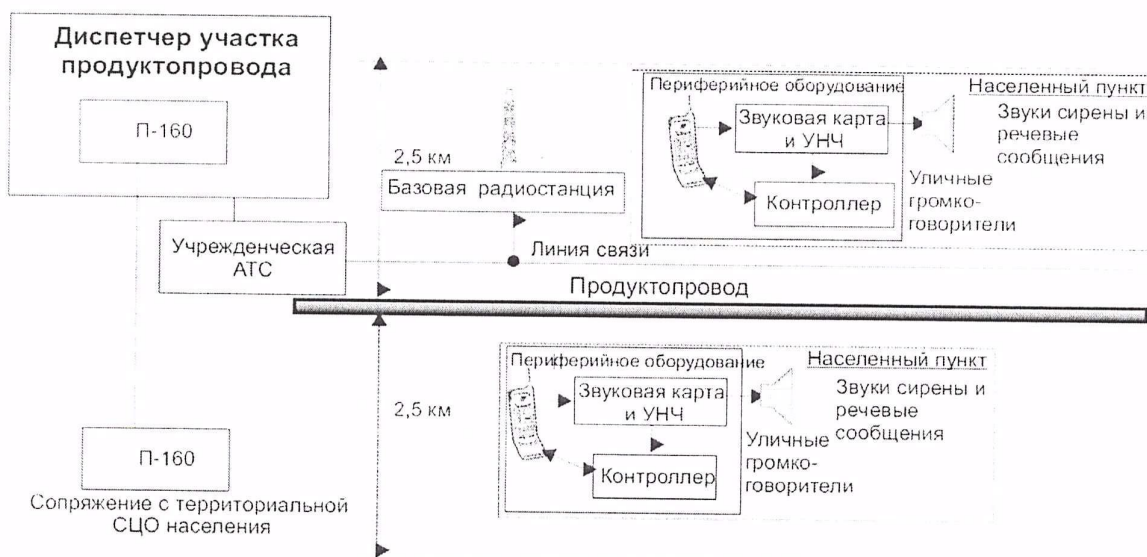 Диспетчер участка
продуктопровода
П-160
2,5 км
Базовая радиостанция
Учрежденческая
АТС
Линия связи
Периферийное оборудование
Звуковая карта
и УНЧ
Контроллер
Населенный пункт
Звуки сирены и
речевые
сообщения
Уличные
громко-
говорители
Продуктопровод
2,5 км
Периферийное оборудование
Звуковая карта
и УНЧ
Контроллер
Населенный пункт
Звуки сирены и
речевые
сообщения
Уличные
громко-
говорители
П-160
Сопряжение с территориальной
СЦО населения